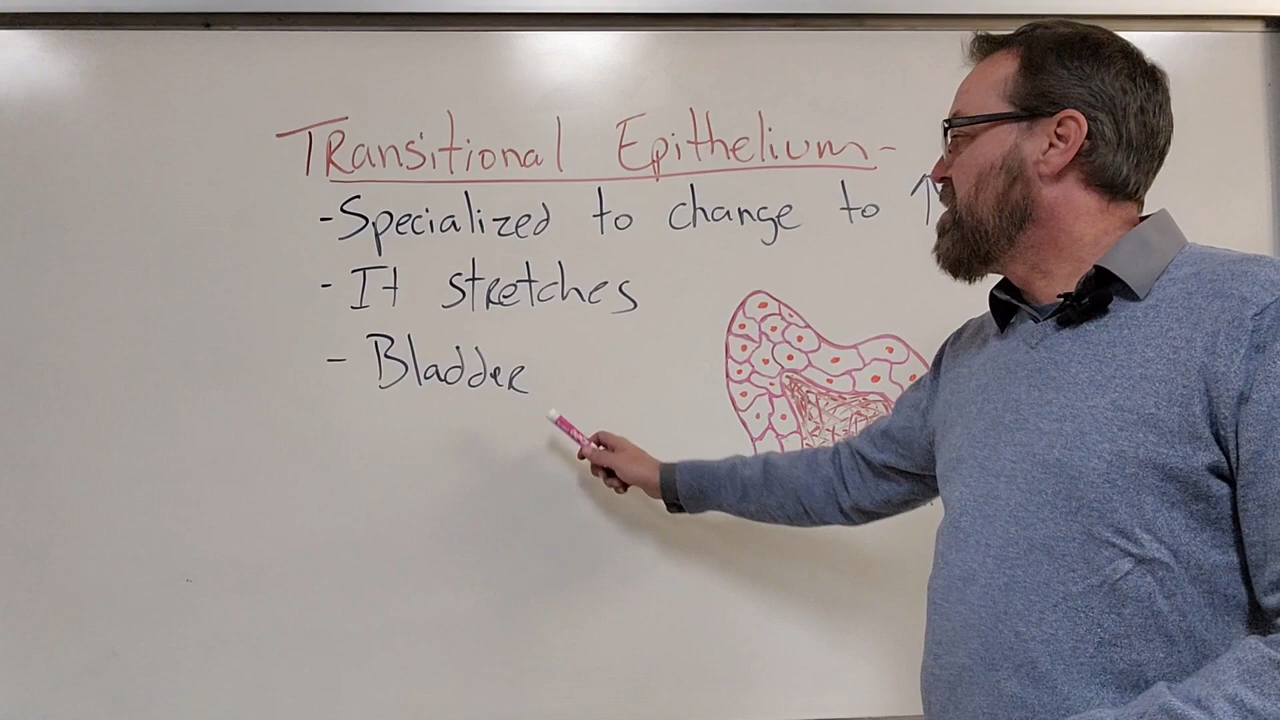 Transitional Epithelium-
-Specialized to change to ↑
-It stretches
-Bladder